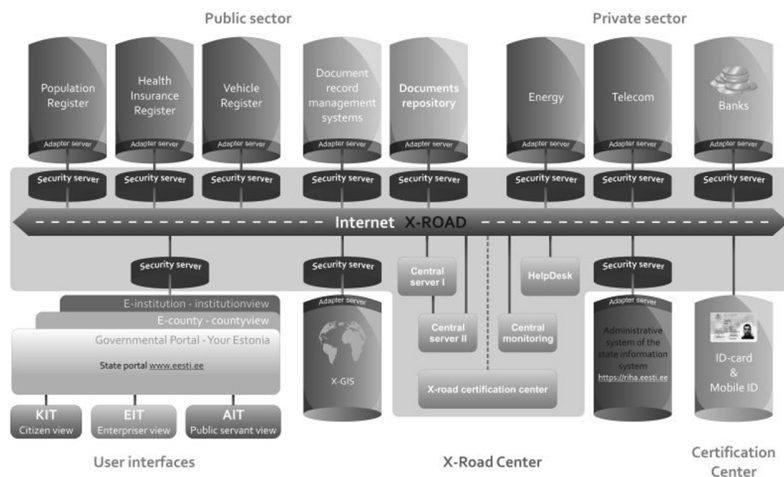 Public sector
Private sector
Population
Register
Health
Insurance
Register
Vehicle
Register
Document
record
management
systems
Documents
repository
Energy
Telecom
Banks
Adapter server
Adapter server
Adapter server
Adapter server
Adapter server
Adapter server
Adapter server
Adapter server
Security server
Security server
Security server
Security server
Security server
Security server
Security server
Security server
Internet X-ROAD
Security server
Security server
Central
server I
HelpDesk
Security server
E-institution - institutionview
E-county - countyview
Governmental Portal - Your Estonia
State portal www.eesti.ee
Adapter server
X-GIS
Central
server II
Central
monitoring
X-road certification center
Adapter server
Administrative
system of the
state information
system
https://riha.eesti.ee
ID-card
&
Mobile ID
KIT
Citizen view
EIT
Enterpriser view
AIT
Public servant view
User interfaces
X-Road Center
Certification
Center